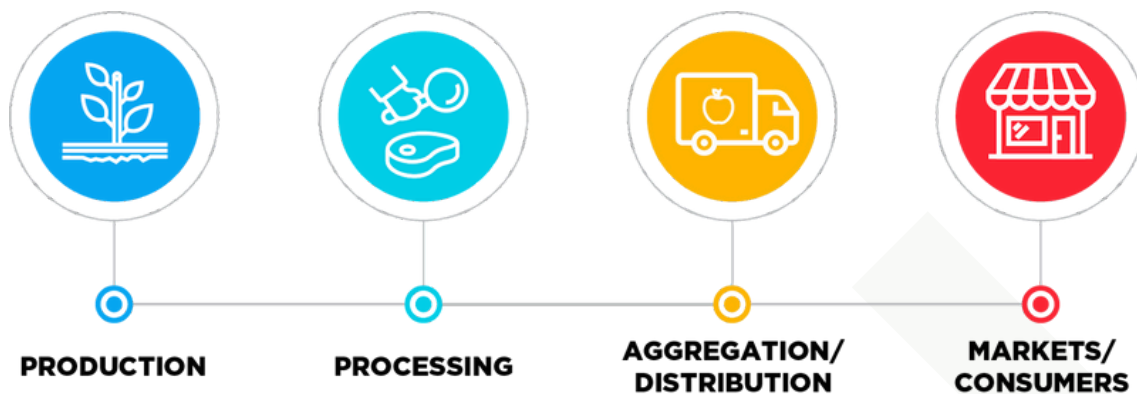 PRODUCTION
PROCESSING
AGGREGATION/
DISTRIBUTION
MARKETS/
CONSUMERS